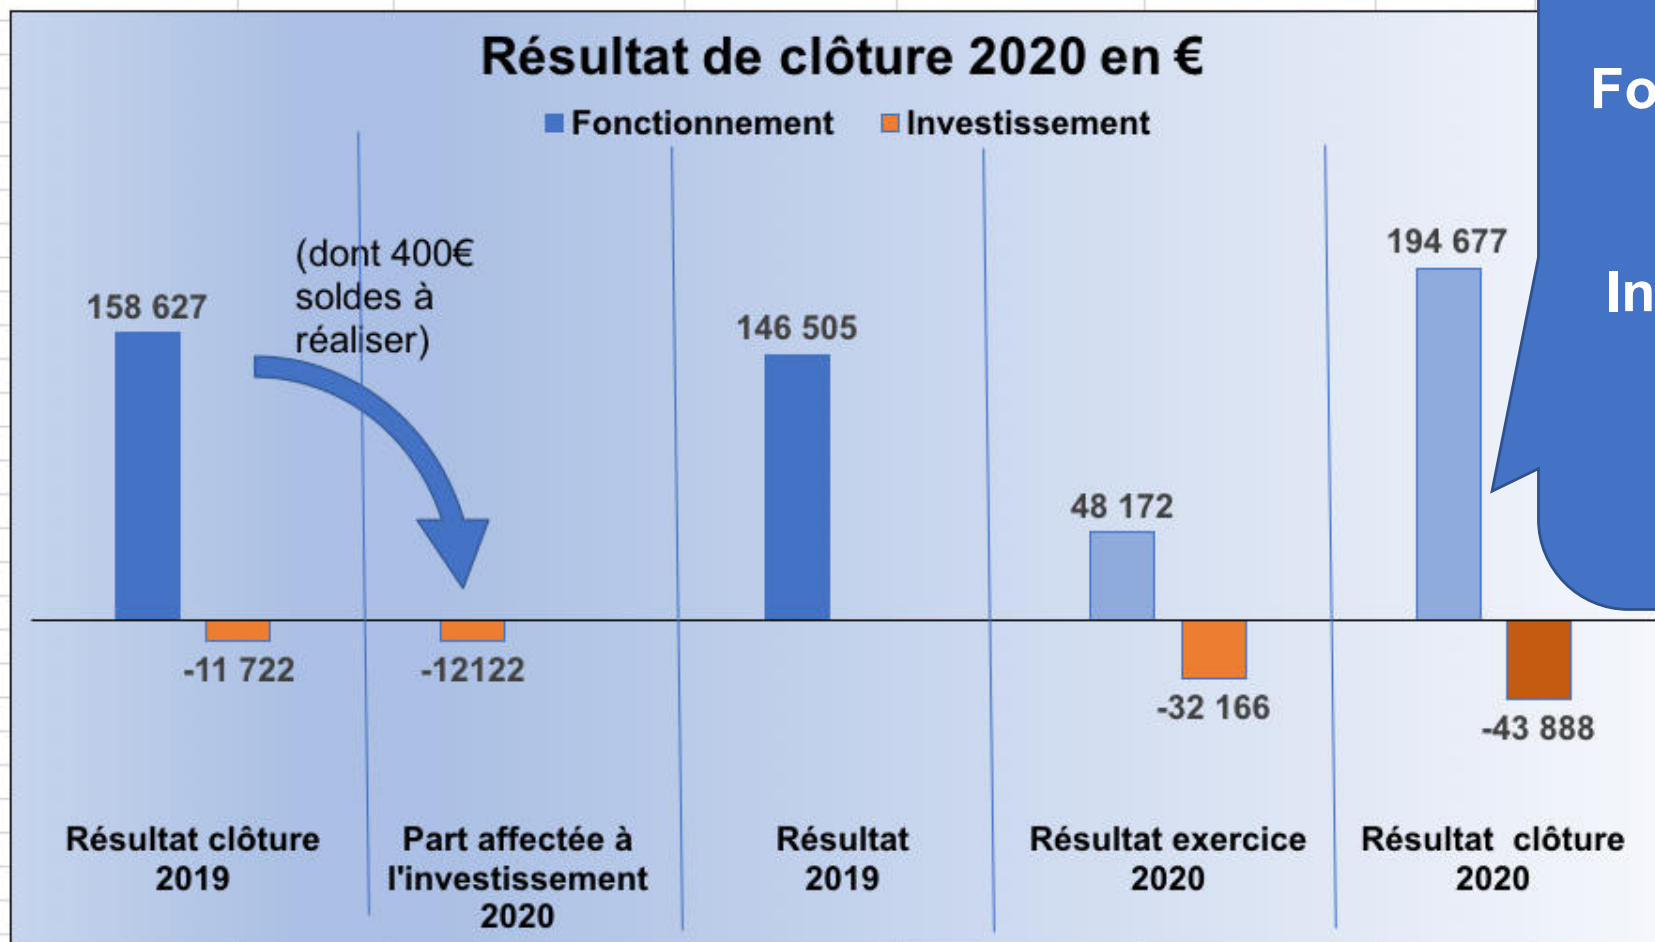 Résultat de clôture 2020 en €
Fonctionnement Investissement
Fo
In
(dont 400€
soldes à
réaliser)
158 627
-11 722
-12122
146 505
48 172
-32 166
194 677
-43 888
Résultat clôture
2019
Part affectée à
l'investissement
2020
Résultat
2019
Résultat exercice
2020
Résultat  clôture
2020